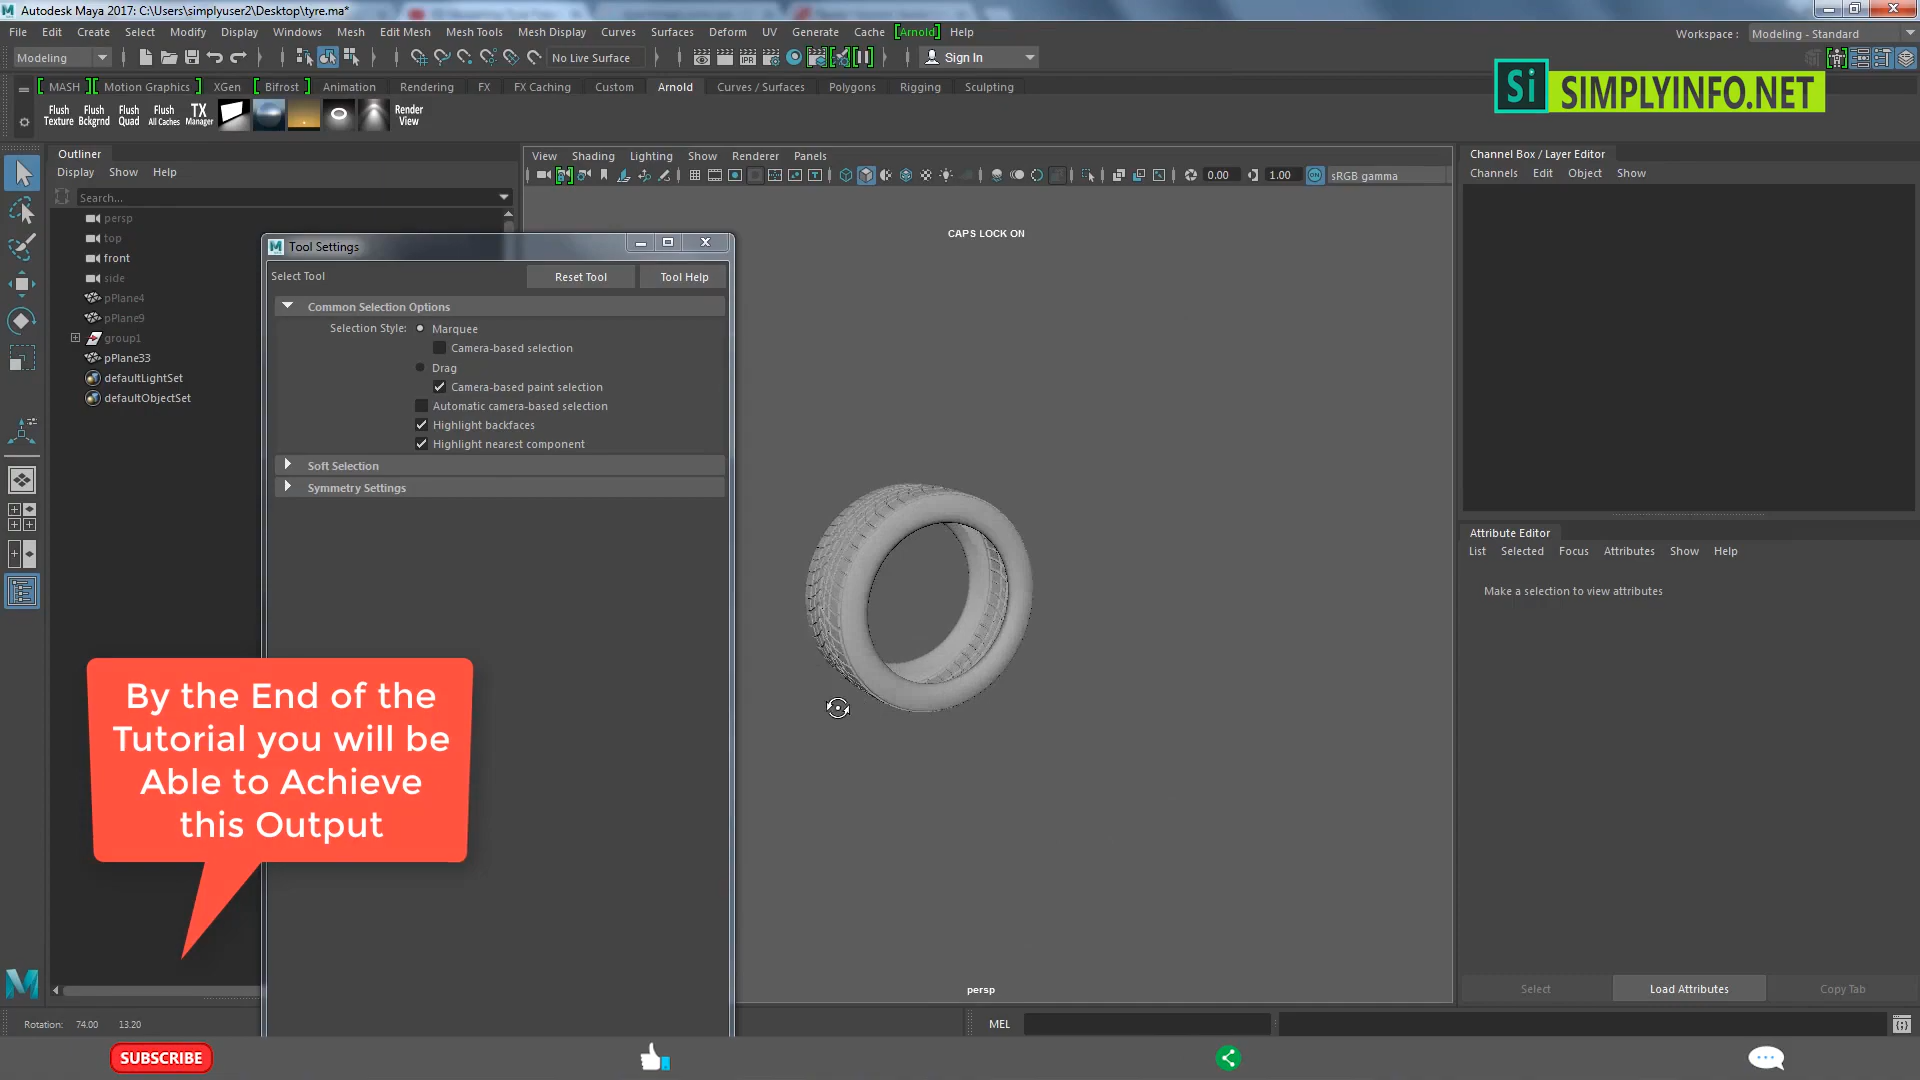 Autodesk Maya 2017: C:\Users\simplyuser2\Desktop\tyre.ma*
File Edit Create Select Modify Display Windows Mesh Edit Mesh Mesh Tools Mesh Display Curves Surfaces Deform UV Generate Cache [Arnold] Help
Workspace : Modeling - Standard
Modeling No Live Surface Sign In
Si SIMPLYINFO.NET
[ MASH ] [ Motion Graphics ] XGen [ Bifrost ] Animation Rendering FX FX Caching Custom Arnold Curves / Surfaces Polygons Rigging Sculpting
Flush Texture
Flush Bckgrnd
Flush Quad
Flush All Caches
TX Manager
Render View
Outliner
Display Show Help
Search...
persp
top
front
side
pPlane4
pPlane9
group1
pPlane33
defaultLightSet
defaultObjectSet
Tool Settings
Select Tool
Reset Tool
Tool Help
Common Selection Options
Selection Style: Marquee
Camera-based selection
Drag
Camera-based paint selection
Automatic camera-based selection
Highlight backfaces
Highlight nearest component
Soft Selection
Symmetry Settings
View Shading Lighting Show Renderer Panels
0.00 1.00 sRGB gamma
CAPS LOCK ON
persp
Channel Box / Layer Editor
Channels Edit Object Show
Attribute Editor
List Selected Focus Attributes Show Help
Make a selection to view attributes
Select Load Attributes Copy Tab
By the End of the
Tutorial you will be
Able to Achieve
this Output
Rotation: 74.00 13.20
MEL
SUBSCRIBE